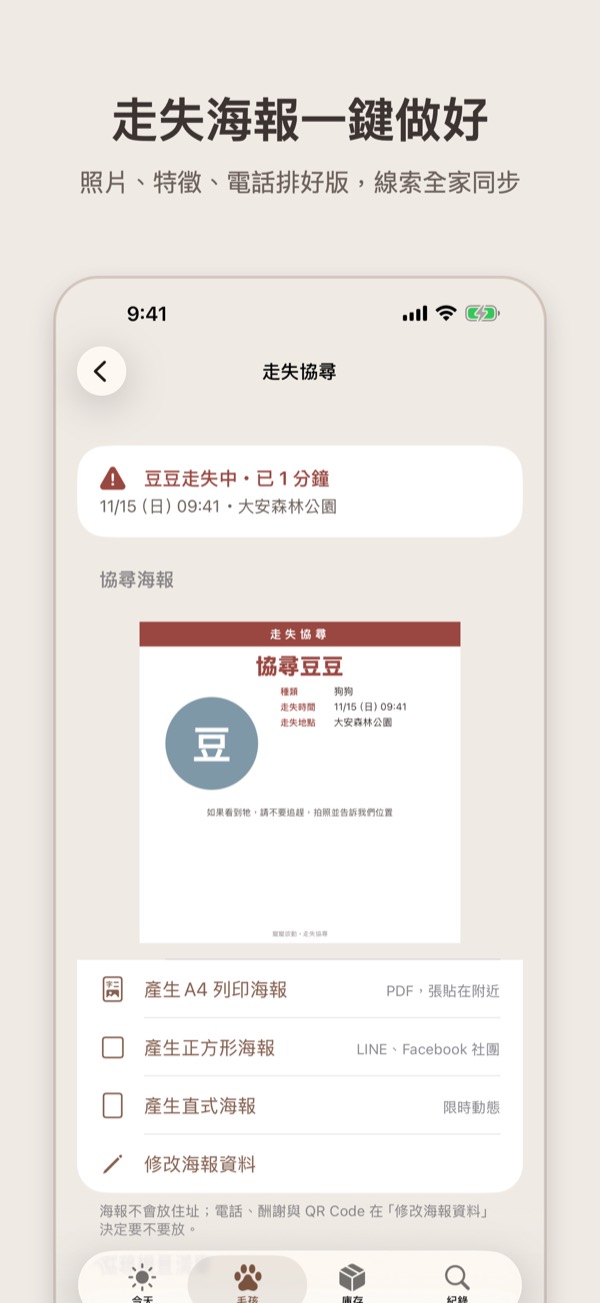 走失海報一鍵做好
照片、特徵、電話排好版，線索全家同步
9:41
走失協尋
豆豆走失中・已 1 分鐘
11/15 (日) 09:41・大安森林公園
協尋海報
走失協尋
協尋豆豆
種類 狗狗
走失時間 11/15 (日) 09:41
走失地點 大安森林公園
豆
如果看到牠，請不要追趕，拍照並告訴我們位置
產生 A4 列印海報 PDF，張貼在附近
產生正方形海報 LINE、Facebook 社團
產生直式海報 限時動態
修改海報資料
海報不會放住址；電話、酬謝與 QR Code 在「修改海報資料」
決定要不要放。
今天 毛孩 庫存 紀錄